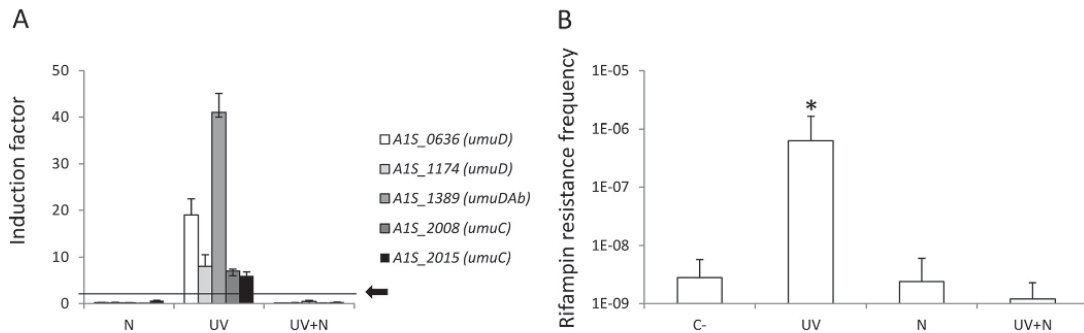 A
Induction factor
50
40
30
20
10
0
N
UV
UV+N
A1S_0636 (umuD)
A1S_1174 (umuD)
A1S_1389 (umuDAb)
A1S_2008 (umuC)
A1S_2015 (umuC)
B
Rifampin resistance frequency
1E-05
1E-06
1E-07
1E-08
1E-09
*
C-
UV
N
UV+N